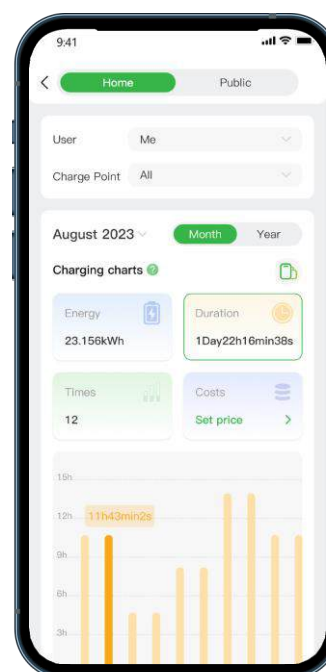 9:41
Home Public
User Me
Charge Point All
August 2023 Month Year
Charging charts ?
Energy Duration
23.156kWh 1Day22h16min38s
Times Costs
12 Set price
15h
12h 11h43min2s
9h
6h
3h